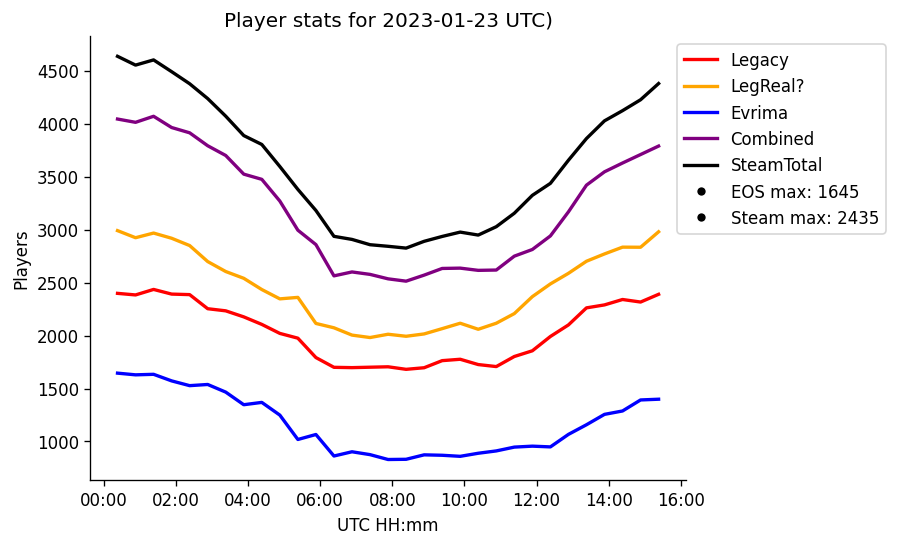 Player stats for 2023-01-23 UTC)
Legacy
LegReal?
Evrima
Combined
SteamTotal
EOS max: 1645
Steam max: 2435
Players
4500
4000
3500
3000
2500
2000
1500
1000
00:00 02:00 04:00 06:00 08:00 10:00 12:00 14:00 16:00
UTC HH:mm